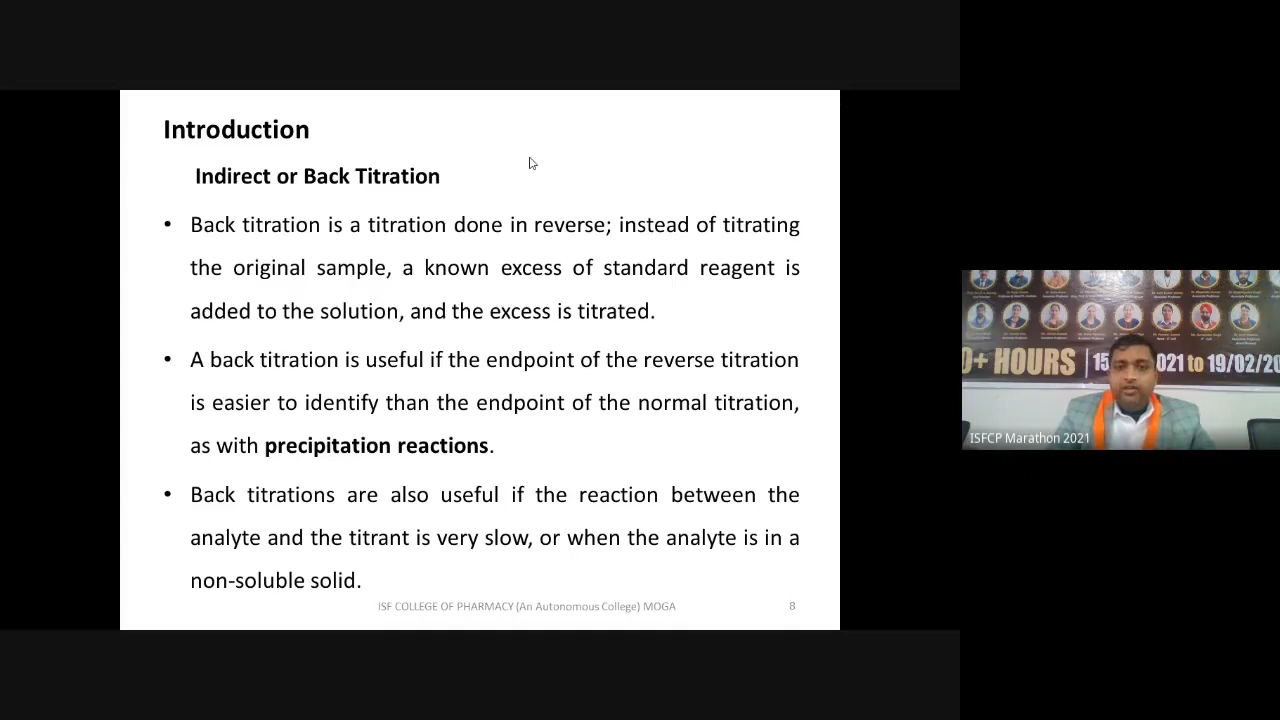 Introduction
Indirect or Back Titration
• Back titration is a titration done in reverse; instead of titrating
the original sample, a known excess of standard reagent is
added to the solution, and the excess is titrated.
• A back titration is useful if the endpoint of the reverse titration
is easier to identify than the endpoint of the normal titration,
as with precipitation reactions.
• Back titrations are also useful if the reaction between the
analyte and the titrant is very slow, or when the analyte is in a
non-soluble solid.
ISF COLLEGE OF PHARMACY (An Autonomous College) MOGA 8
0+ HOURS 15 021 to 19/02/20
ISFCP Marathon 2021